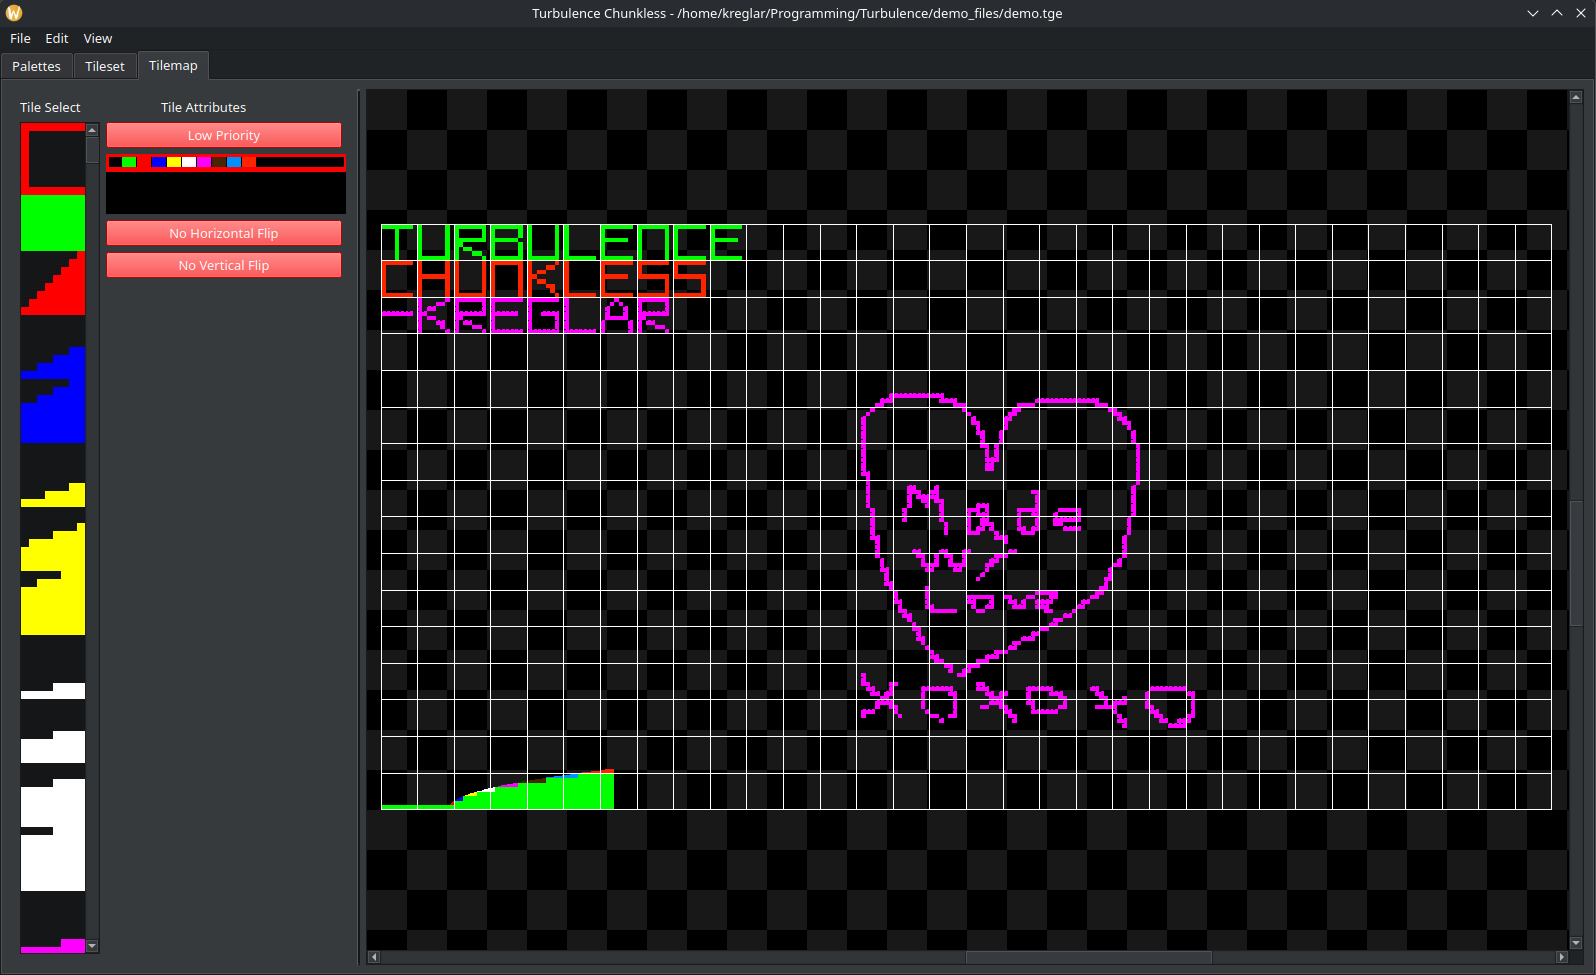 Turbulence Chunkless - /home/kreglar/Programming/Turbulence/demo_files/demo.tge
File Edit View
Palettes Tileset Tilemap
Tile Select Tile Attributes
Low Priority
No Horizontal Flip
No Vertical Flip
TURBULENCE
CHUNKLESS
-KREGLAR
Made
w/
Love
XOXOXO